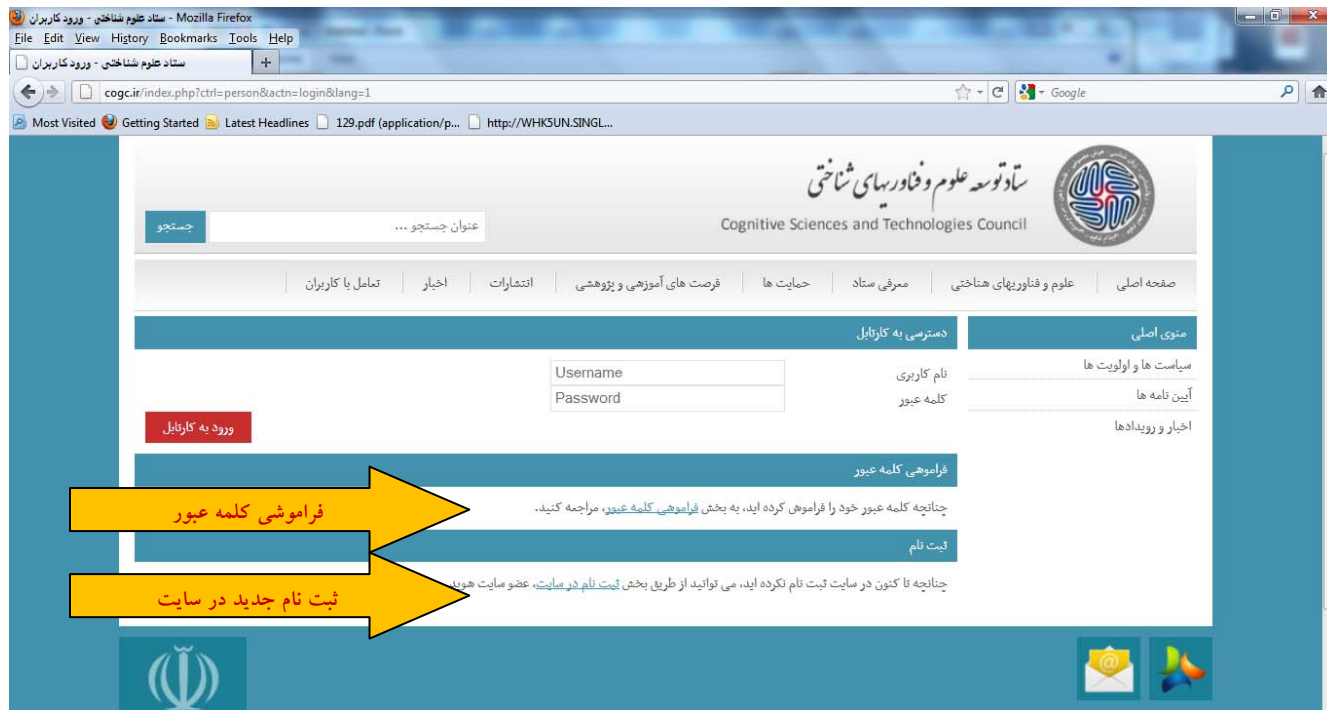 ستاد علوم شناختی - ورود کاربران - Mozilla Firefox
File Edit View History Bookmarks Tools Help
ستاد علوم شناختی - ورود کاربران
+
cogc.ir/index.php?ctrl=person&actn=login&lang=1
Google
Most Visited Getting Started Latest Headlines 129.pdf (application/p... http://WHK5UN.SINGL...
ستاد توسعه علوم و فناوریهای شناختی
Cognitive Sciences and Technologies Council
عنوان جستجو ...
جستجو
صفحه اصلی
علوم و فناوریهای شناختی
معرفی ستاد
حمایت ها
فرصت های آموزشی و پژوهشی
انتشارات
اخبار
تعامل با کاربران
منوی اصلی
سیاست ها و اولویت ها
آیین نامه ها
اخبار و رویدادها
دسترسی به کارتابل
نام کاربری
Username
کلمه عبور
Password
ورود به کارتابل
فراموشی کلمه عبور
چنانچه کلمه عبور خود را فراموش کرده اید، به بخش فراموشی کلمه عبور، مراجعه کنید.
فراموشی کلمه عبور
ثبت نام
چنانچه تا کنون در سایت ثبت نام نکرده اید، می توانید از طریق بخش ثبت نام در سایت، عضو سایت شوید
ثبت نام جدید در سایت